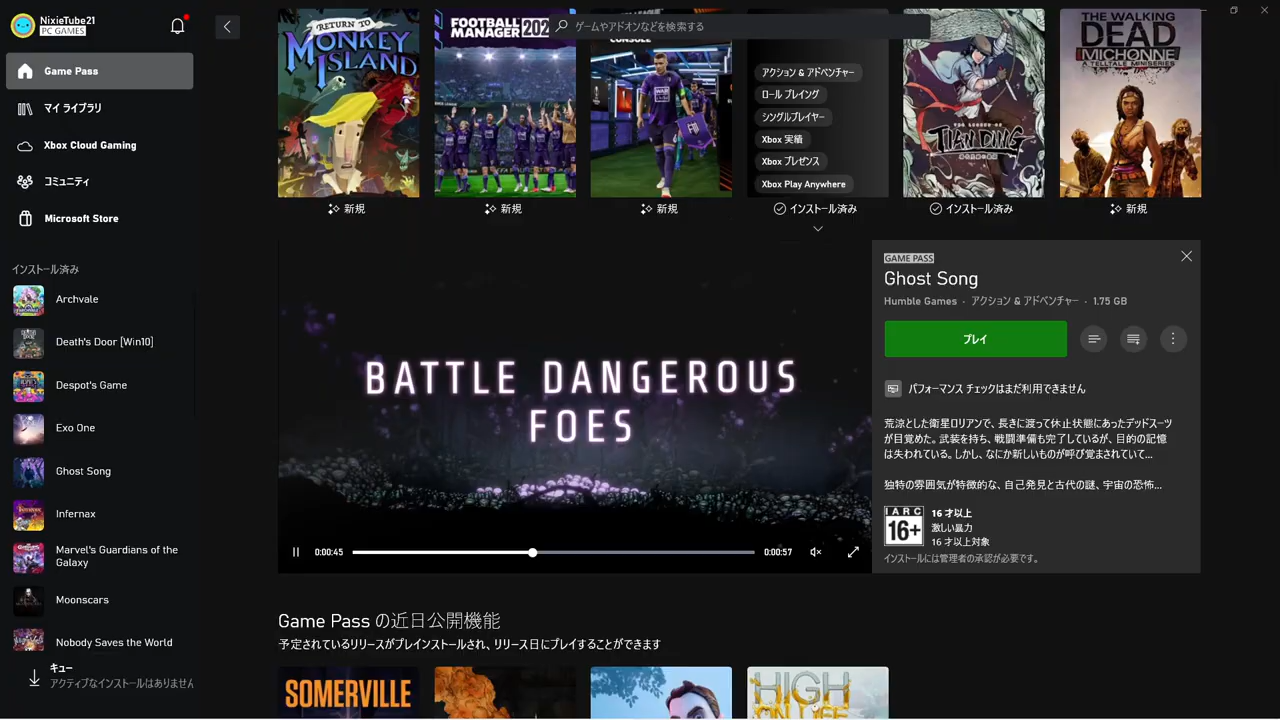 NixieTube21
PC GAMES
Game Pass
マイ ライブラリ
Xbox Cloud Gaming
コミュニティ
Microsoft Store
インストール済み
Archvale
Death's Door [Win10]
Despot's Game
Exo One
Ghost Song
Infernax
Marvel's Guardians of the
Galaxy
Moonscars
Nobody Saves the World
キュー
アクティブなインストールはありません
ゲームやアドオンなどを検索する
RETURN TO
MONKEY
ISLAND
FOOTBALL
MANAGER 202
CONSOLE
アクション & アドベンチャー
ロール プレイング
シングルプレイヤー
Xbox 実績
Xbox プレゼンス
Xbox Play Anywhere
TIAN DING
THE WALKING
DEAD
MICHONNE
A TELLTALE MINISERIES
新規
新規
新規
インストール済み
インストール済み
新規
BATTLE DANGEROUS
FOES
0:00:45
0:00:57
GAME PASS
Ghost Song
Humble Games · アクション & アドベンチャー · 1.75 GB
プレイ
パフォーマンス チェックはまだ利用できません
荒涼とした衛星ロリアンで、長きに渡って休止状態にあったデッドスーツ
が目覚めた。武装を持ち、戦闘準備も完了しているが、目的の記憶
は失われている。しかし、なにか新しいものが呼び覚まされていて...
独特の雰囲気が特徴的な、自己発見と古代の謎、宇宙の恐怖...
IARC
16+
16 才以上
激しい暴力
16 才以上対象
インストールには管理者の承認が必要です。
Game Pass の近日公開機能
予定されているリリースがプレインストールされ、リリース日にプレイすることができます
SOMERVILLE
HIGH
ON LIFE